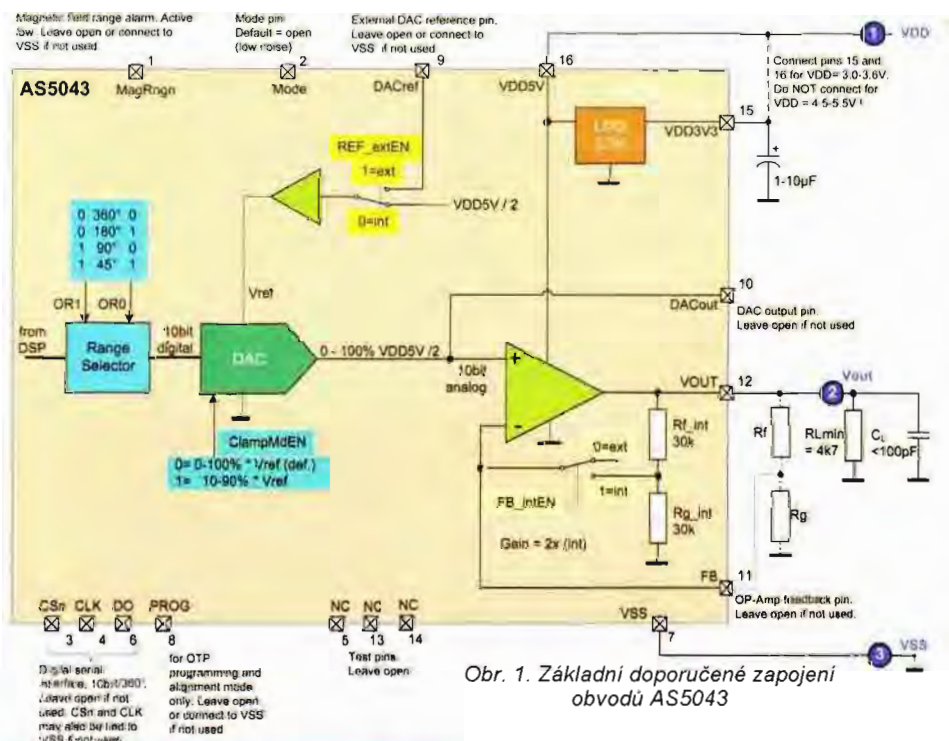 Magnetic field range alarm. Active
low. Leave open or connect to
VSS if not used
Mode pin
Default = open
(low noise)
External DAC reference pin.
Leave open or connect to
VSS if not used
1
VDD
Connect pins 15 and
16 for VDD= 3.0-3.6V.
Do NOT connect for
VDD = 4.5-5.5V !
1
2
9
16
AS5043
MagRngn
Mode
DACref
VDD5V
15
VDD3V3
LDO
REF_extEN
1=ext
0=int
VDD5V / 2
1-10µF
0 360° 0
0 180° 1
1 90° 0
1 45° 1
Vref
OR1
OR0
10
DACout
DAC output pin.
Leave open if not used
from
DSP
Range
Selector
10bit
digital
DAC
0 - 100% VDD5V /2
10bit
analog
+
-
VOUT
12
2
Vout
Rf_int
30k
Rf
RLmin
= 4k7
CL
<100pF
ClampMdEN
0= 0-100% * Vref (def.)
1= 10-90% * Vref
0=ext
1=int
FB_intEN
Rg_int
30k
Rg
Gain = 2x (int)
FB
11
OP-Amp feedback pin.
Leave open if not used.
CSn
CLK
DO
PROG
NC
NC
NC
VSS
3
4
6
8
5
13
14
7
3
VSS
Digital serial
interface, 10bit/360°.
Leave open if not
used. CSn and CLK
may also be tied to
VSS if not used
for OTP
programming and
alignment mode
only. Leave open
or connect to VSS
if not used
Test pins
Leave open
Obr. 1. Základní doporučené zapojení
obvodů AS5043